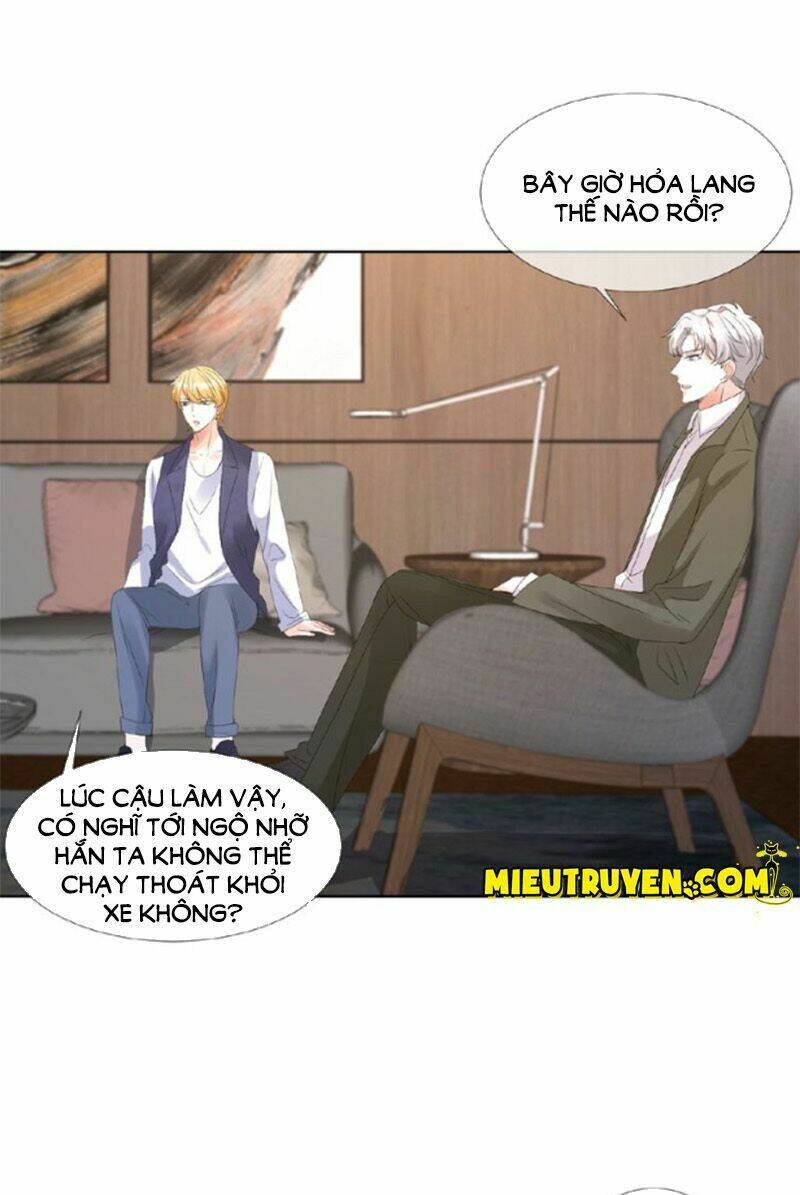 BÂY GIỜ HỎA LANG
THẾ NÀO RỒI?
LÚC CẬU LÀM VẬY,
CÓ NGHĨ TỚI NGỘ NHỠ
HẮN TA KHÔNG THỂ
CHẠY THOÁT KHỎI
XE KHÔNG?
MIEUTRUYEN.COM